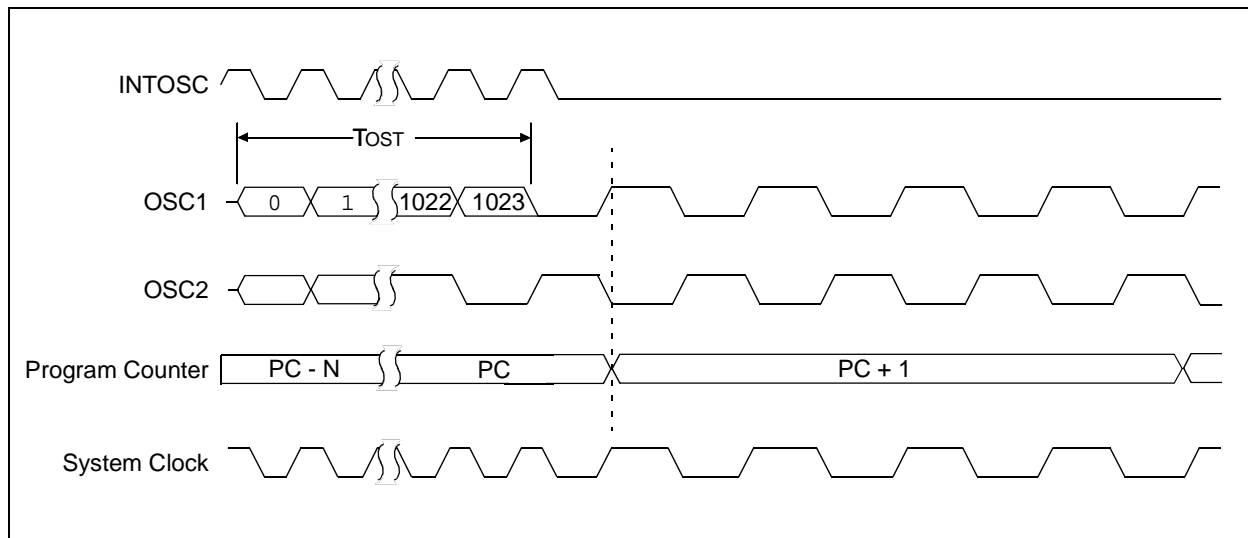 INTOSC
TOST
OSC1 0 1 1022 1023
OSC2
Program Counter PC - N PC PC + 1
System Clock